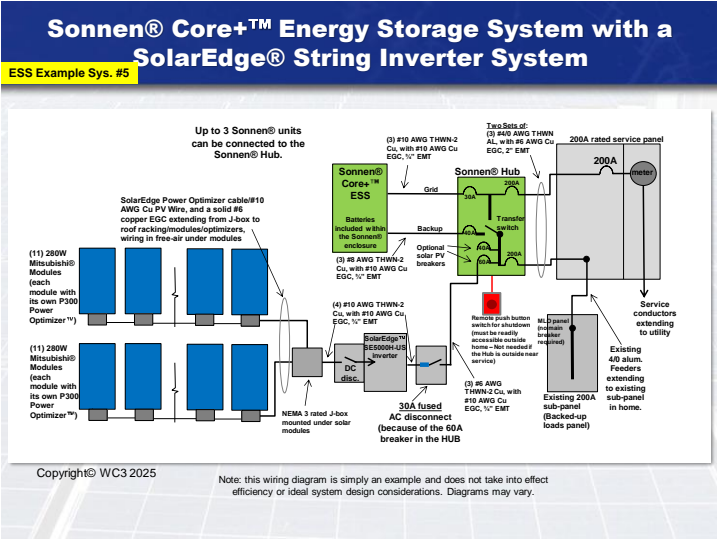 Sonnen® Core+™ Energy Storage System with a
SolarEdge® String Inverter System
ESS Example Sys. #5
Up to 3 Sonnen® units
can be connected to the
Sonnen® Hub.
(3) #10 AWG THWN-2
Cu, with #10 AWG Cu
EGC, ¾" EMT
Two Sets of:
(3) #4/0 AWG THWN
AL, with #6 AWG Cu
EGC, 2" EMT
200A rated service panel
200A
meter
Sonnen®
Core+™
ESS
Batteries
included within
the Sonnen®
enclosure
Grid
Backup
Sonnen® Hub
30A
200A
Transfer
switch
40A
40A
60A
200A
Optional
solar PV
breakers
(3) #8 AWG THWN-2
Cu, with #10 AWG Cu
EGC, ¾" EMT
SolarEdge Power Optimizer cable/#10
AWG Cu PV Wire, and a solid #6
copper EGC extending from J-box to
roof racking/modules/optimizers,
wiring in free-air under modules
(11) 280W
Mitsubishi®
Modules
(each
module with
its own P300
Power
Optimizer™)
(11) 280W
Mitsubishi®
Modules
(each
module with
its own P300
Power
Optimizer™)
(4) #10 AWG THWN-2
Cu, with #10 AWG Cu
EGC, ¾" EMT
SolarEdge™
SE5000H-US
inverter
DC
disc.
NEMA 3 rated J-box
mounted under solar
modules
30A fused
AC disconnect
(because of the 60A
breaker in the HUB
Remote push button
switch for shutdown
(must be readily
accessible outside
home – Not needed if
the Hub is outside near
service)
(3) #6 AWG
THWN-2 Cu, with
#10 AWG Cu
EGC, ¾" EMT
MLO panel
(no main
breaker
required)
Existing 200A
sub-panel
(Backed-up
loads panel)
Existing
4/0 alum.
Feeders
extending
to existing
sub-panel
in home.
Service
conductors
extending
to utility
Copyright© WC3 2025
Note: this wiring diagram is simply an example and does not take into effect
efficiency or ideal system design considerations. Diagrams may vary.